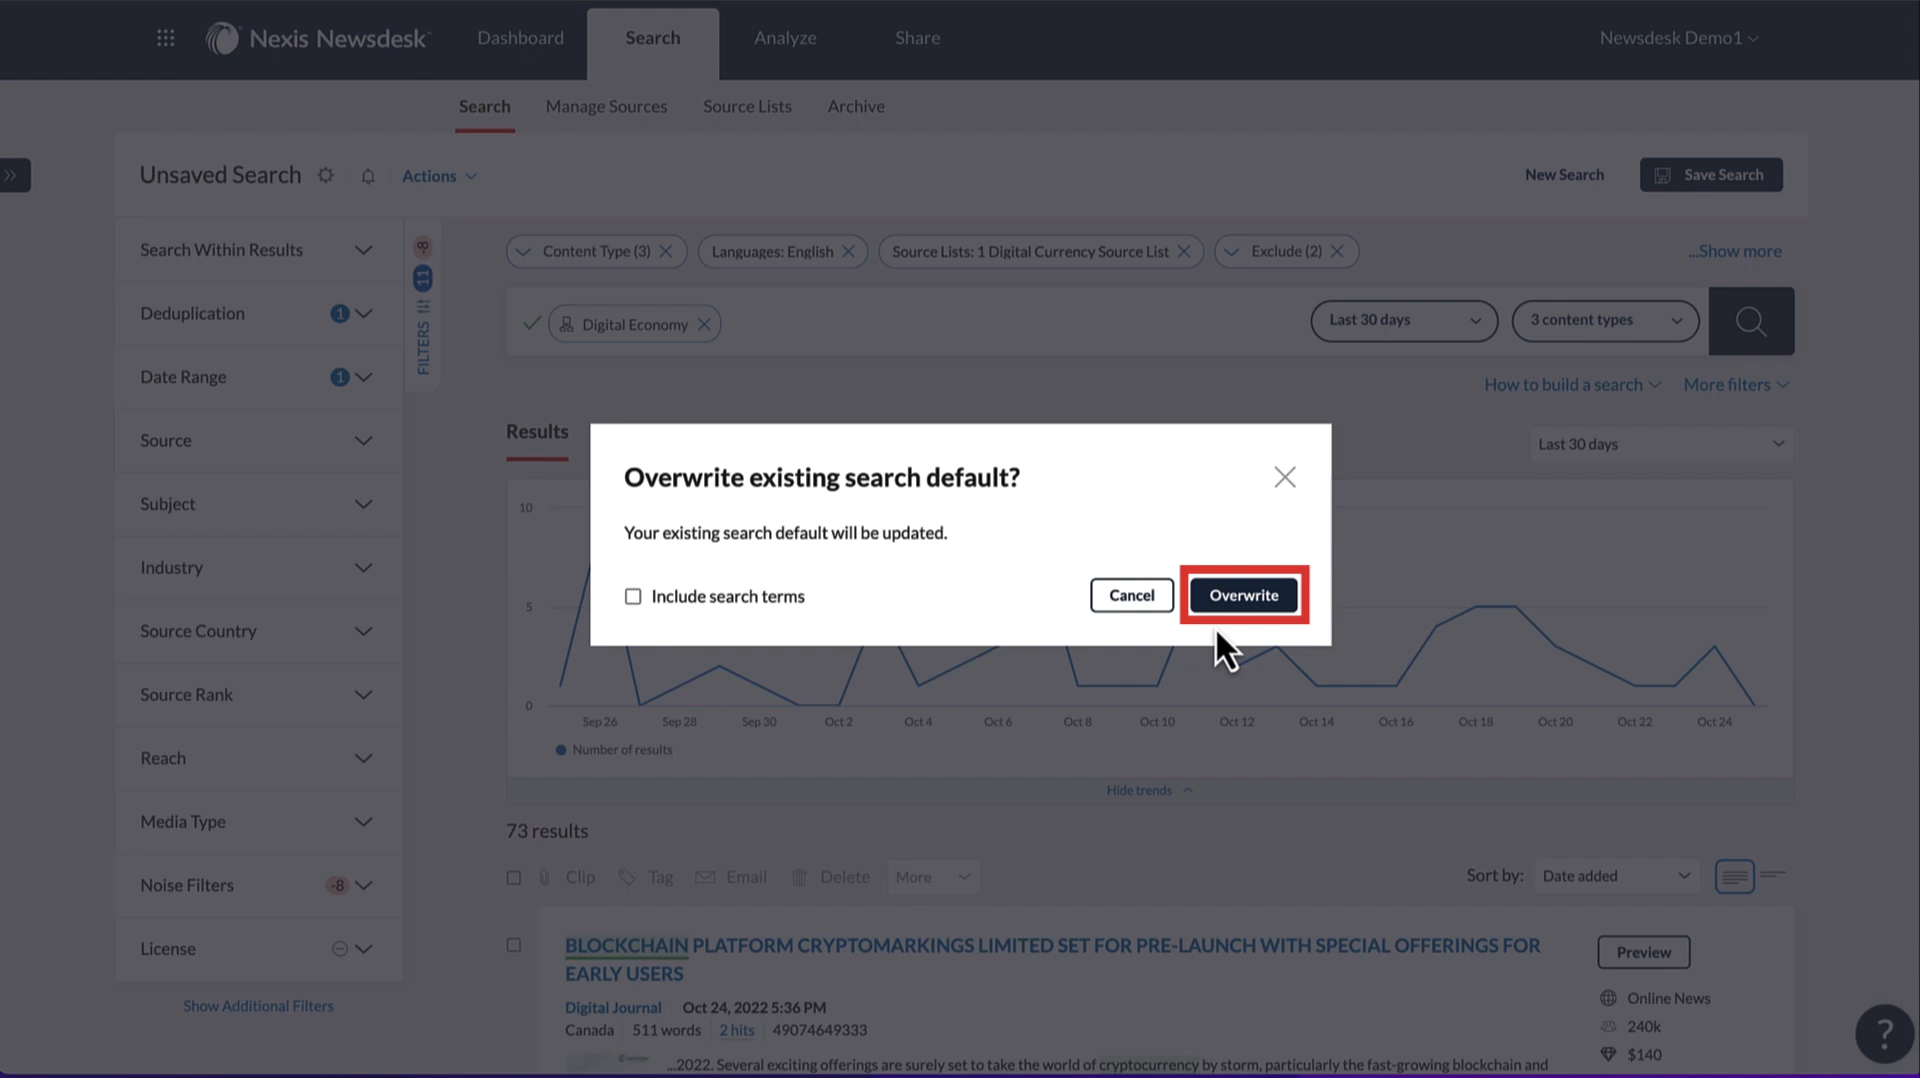 Nexis Newsdesk
Dashboard
Search
Analyze
Share
Newsdesk Demo1
Search
Manage Sources
Source Lists
Archive
Unsaved Search
Actions
New Search
Save Search
Search Within Results
-8
11
FILTERS
Content Type (3)
Languages: English
Source Lists: 1 Digital Currency Source List
Exclude (2)
...Show more
Deduplication 1
Digital Economy
Last 30 days
3 content types
Date Range 1
How to build a search
More filters
Source
Results
Last 30 days
Overwrite existing search default?
Your existing search default will be updated.
Include search terms
Cancel
Overwrite
Subject
Industry
Source Country
Source Rank
Reach
Media Type
Noise Filters -8
License
Show Additional Filters
10
5
0
Sep 26 Sep 28 Sep 30 Oct 2 Oct 4 Oct 6 Oct 8 Oct 10 Oct 12 Oct 14 Oct 16 Oct 18 Oct 20 Oct 22 Oct 24
Number of results
Hide trends
73 results
Clip
Tag
Email
Delete
More
Sort by: Date added
BLOCKCHAIN PLATFORM CRYPTOMARKINGS LIMITED SET FOR PRE-LAUNCH WITH SPECIAL OFFERINGS FOR
EARLY USERS
Preview
Digital Journal Oct 24, 2022 5:36 PM
Online News
Canada 511 words 2 hits 49074649333
240k
$140
...2022. Several exciting offerings are surely set to take the world of cryptocurrency by storm, particularly the fast-growing blockchain and
?